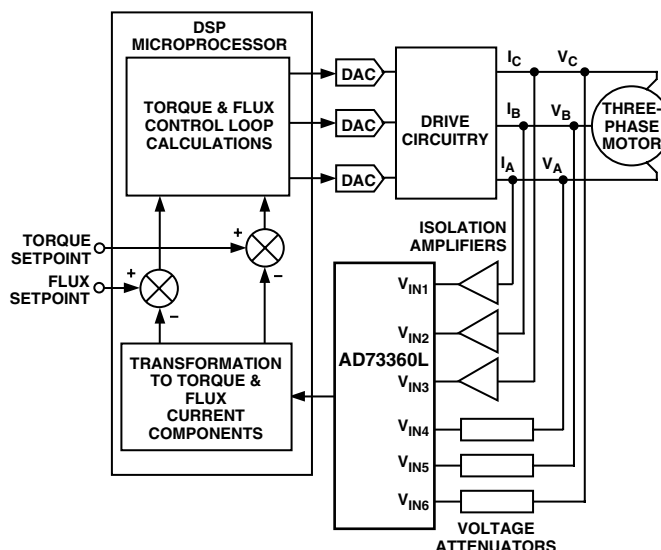 DSP
MICROPROCESSOR
TORQUE & FLUX
CONTROL LOOP
CALCULATIONS
DAC
DAC
DAC
DRIVE
CIRCUITRY
I_C
V_C
I_B
V_B
I_A
V_A
THREE-
PHASE
MOTOR
TORQUE
SETPOINT
+
–
FLUX
SETPOINT
+
–
ISOLATION
AMPLIFIERS
V_IN1
V_IN2
AD73360L
V_IN3
V_IN4
V_IN5
V_IN6
TRANSFORMATION
TO TORQUE &
FLUX
CURRENT
COMPONENTS
VOLTAGE
ATTENUATORS